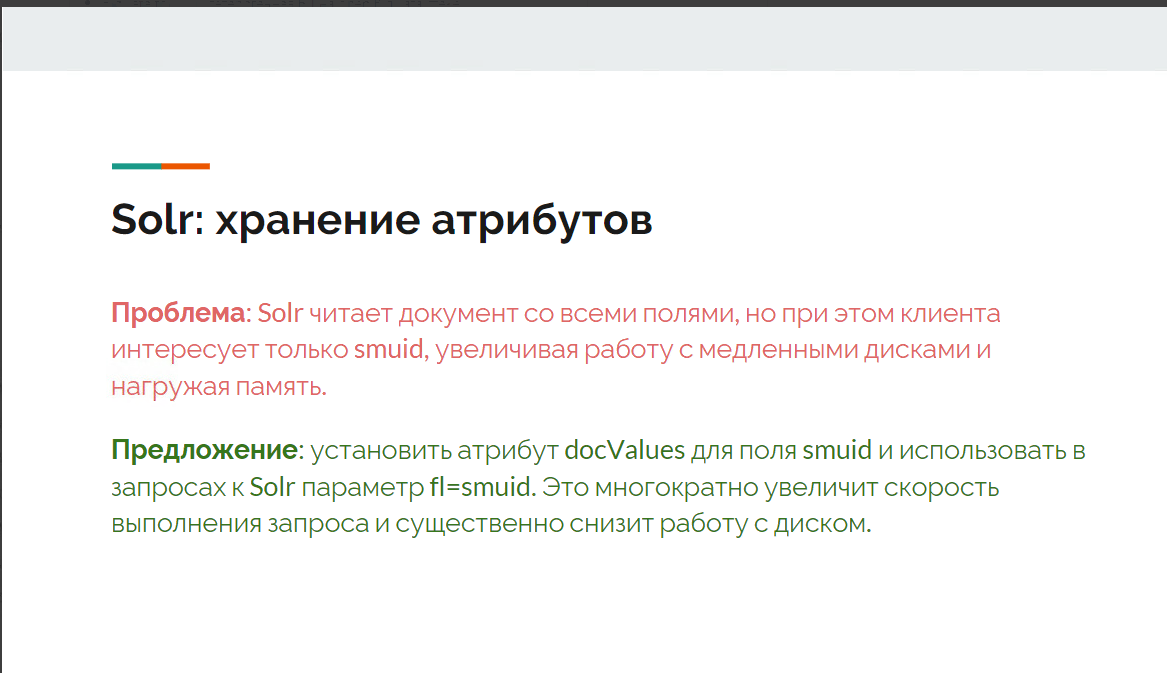 Solr: хранение атрибутов
Проблема: Solr читает документ со всеми полями, но при этом клиента
интересует только smuid, увеличивая работу с медленными дисками и
нагружая память.
Предложение: установить атрибут docValues для поля smuid и использовать в
запросах к Solr параметр fl=smuid. Это многократно увеличит скорость
выполнения запроса и существенно снизит работу с диском.